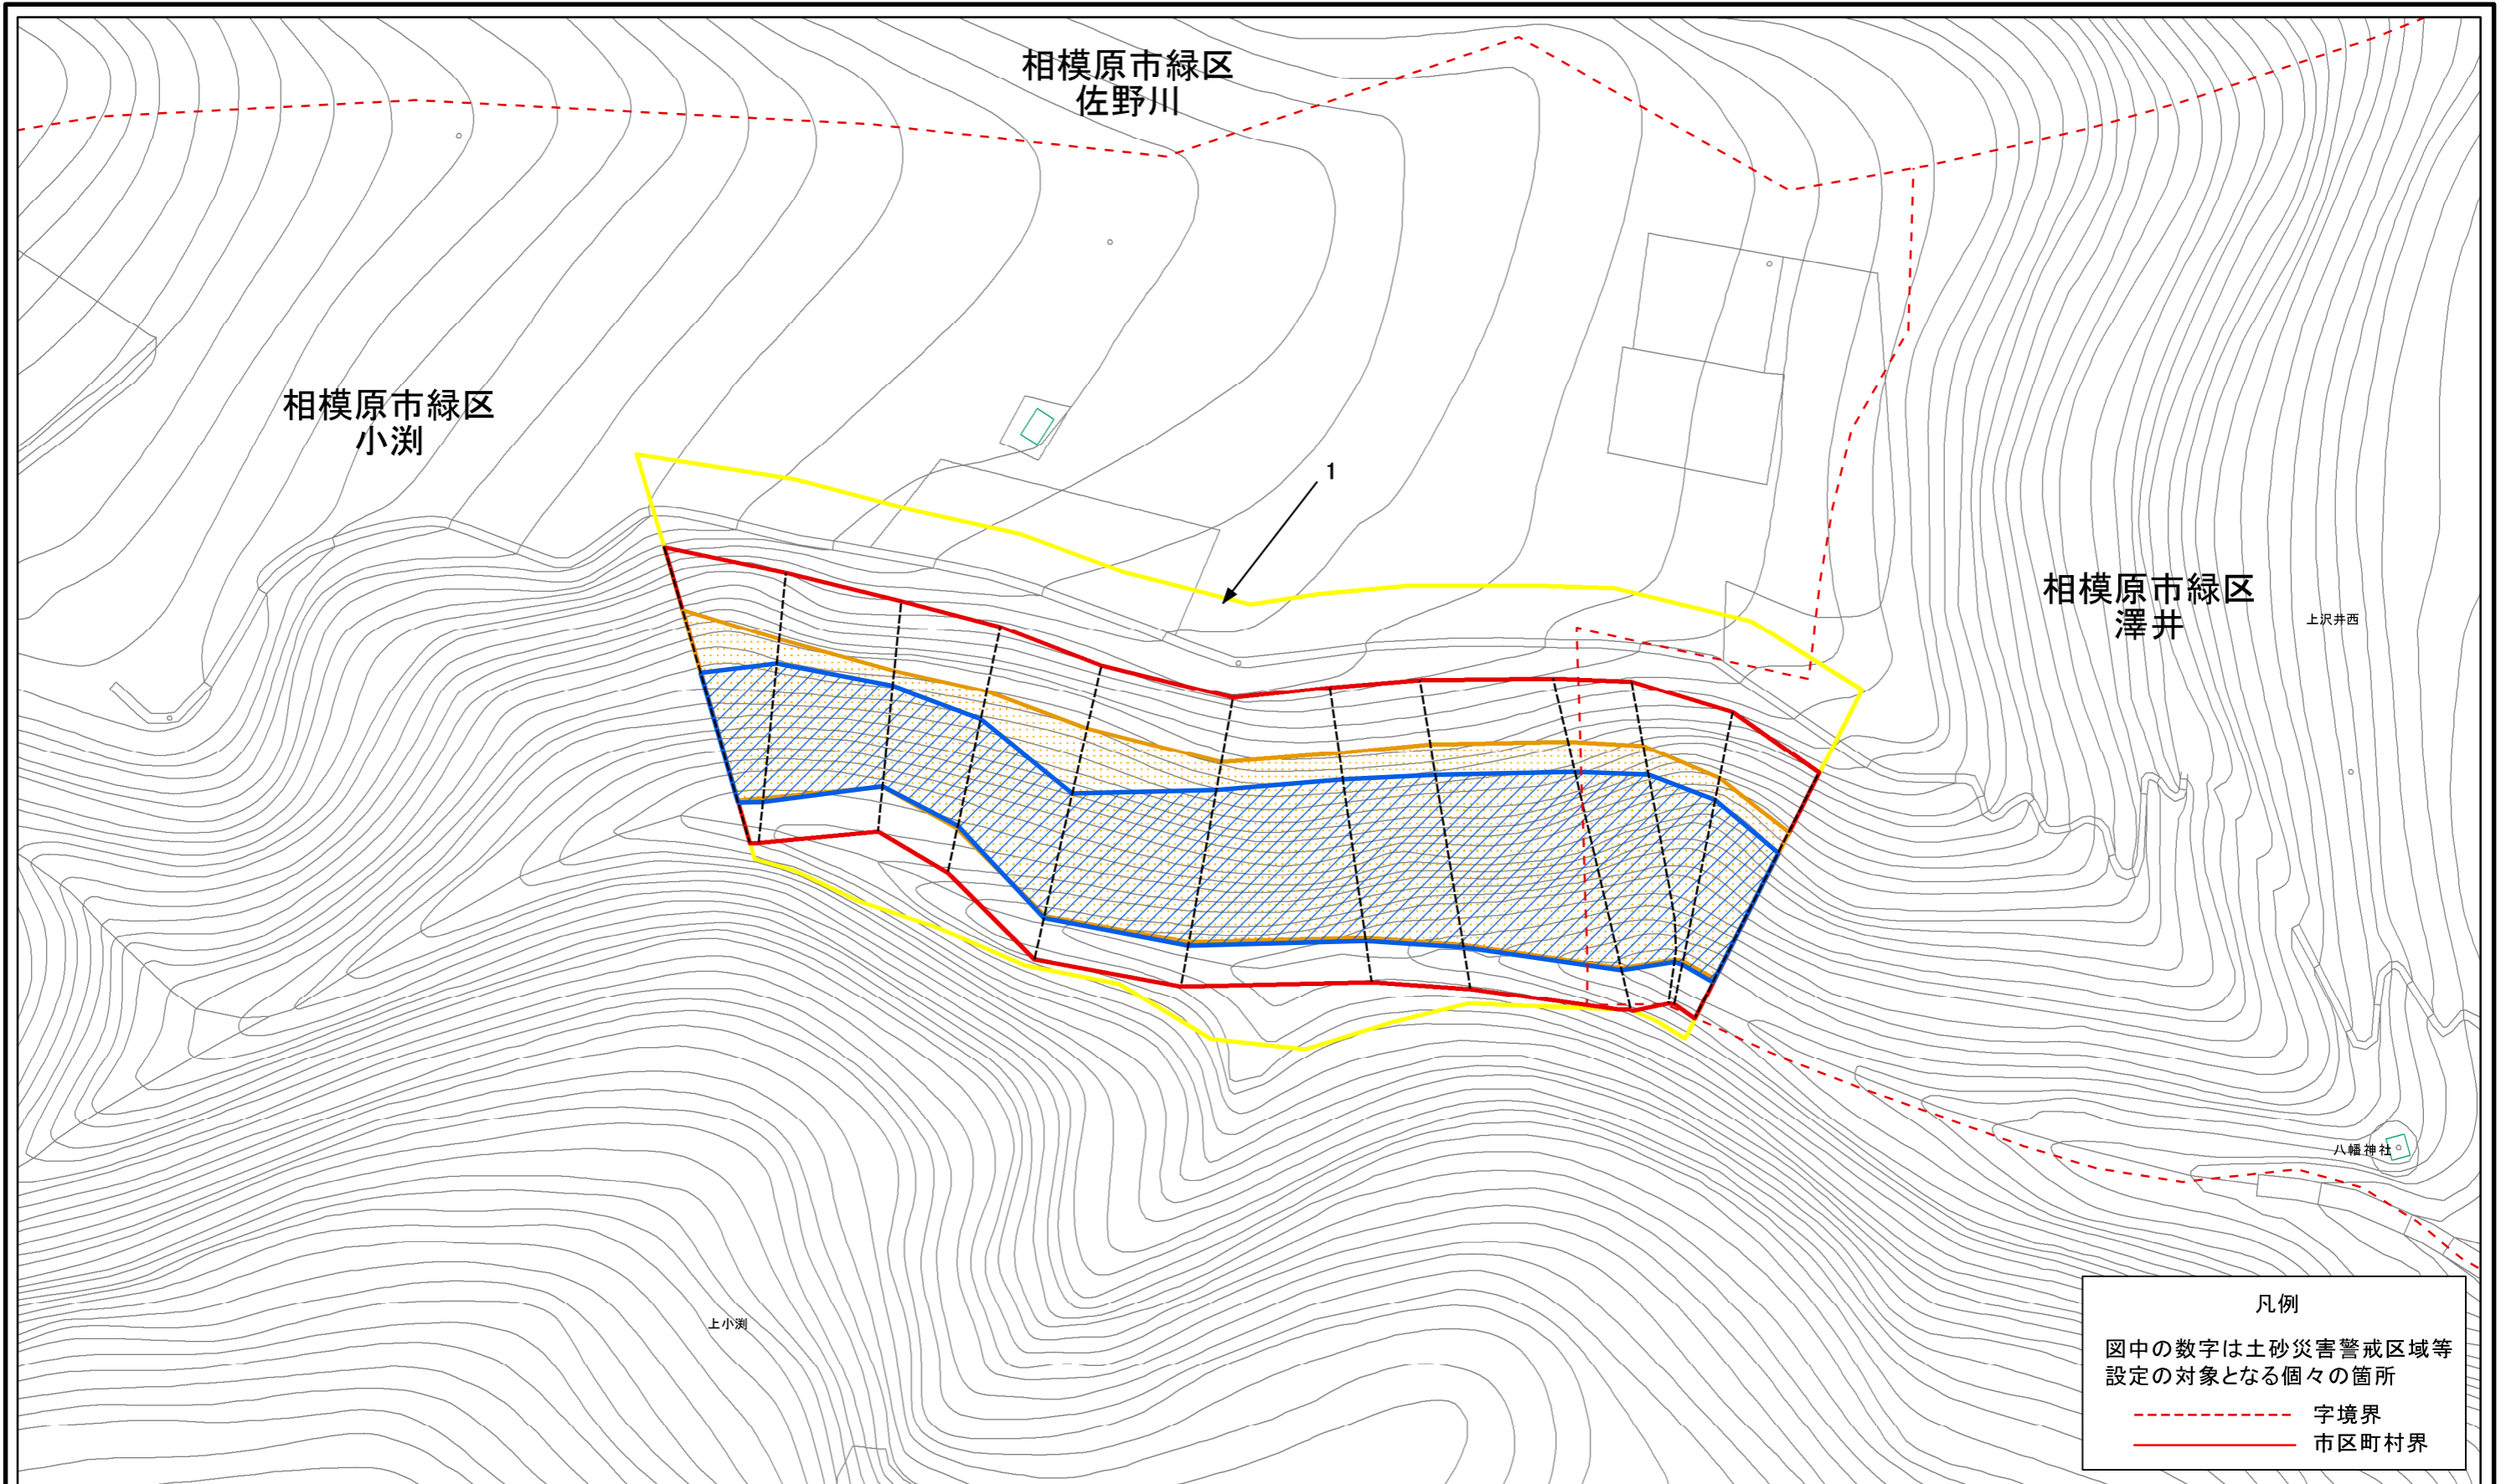 相模原市緑区
佐野川
相模原市緑区
小渕
1
相模原市緑区
澤井
上沢井西
八幡神社
上小渕
凡例
図中の数字は土砂災害警戒区域等
設定の対象となる個々の箇所
字境界
市区町村界